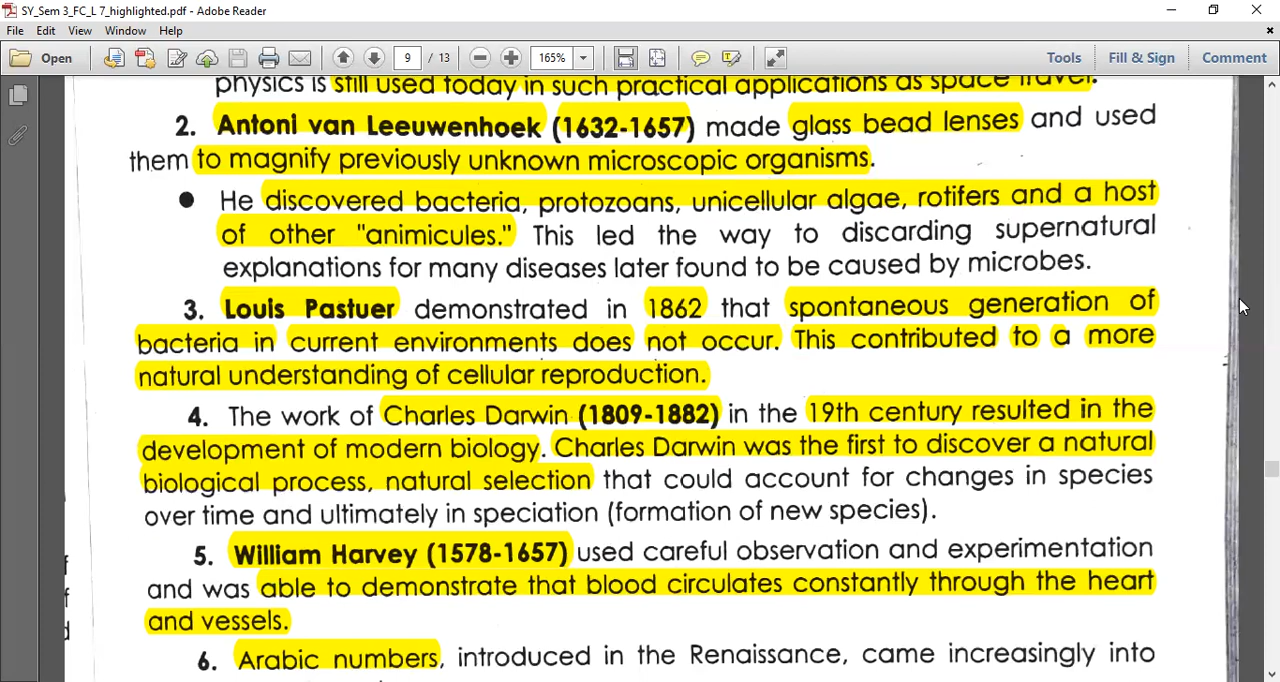 SY_Sem 3_FC_L 7_highlighted.pdf - Adobe Reader
File Edit View Window Help
Open 9 / 13 165% Tools Fill & Sign Comment
physics is still used today in such practical applications as space travel.
2. Antoni van Leeuwenhoek (1632-1657) made glass bead lenses and used
them to magnify previously unknown microscopic organisms.
● He discovered bacteria, protozoans, unicellular algae, rotifers and a host
of other "animicules." This led the way to discarding supernatural
explanations for many diseases later found to be caused by microbes.
3. Louis Pastuer demonstrated in 1862 that spontaneous generation of
bacteria in current environments does not occur. This contributed to a more
natural understanding of cellular reproduction.
4. The work of Charles Darwin (1809-1882) in the 19th century resulted in the
development of modern biology. Charles Darwin was the first to discover a natural
biological process, natural selection that could account for changes in species
over time and ultimately in speciation (formation of new species).
5. William Harvey (1578-1657) used careful observation and experimentation
and was able to demonstrate that blood circulates constantly through the heart
and vessels.
6. Arabic numbers, introduced in the Renaissance, came increasingly into